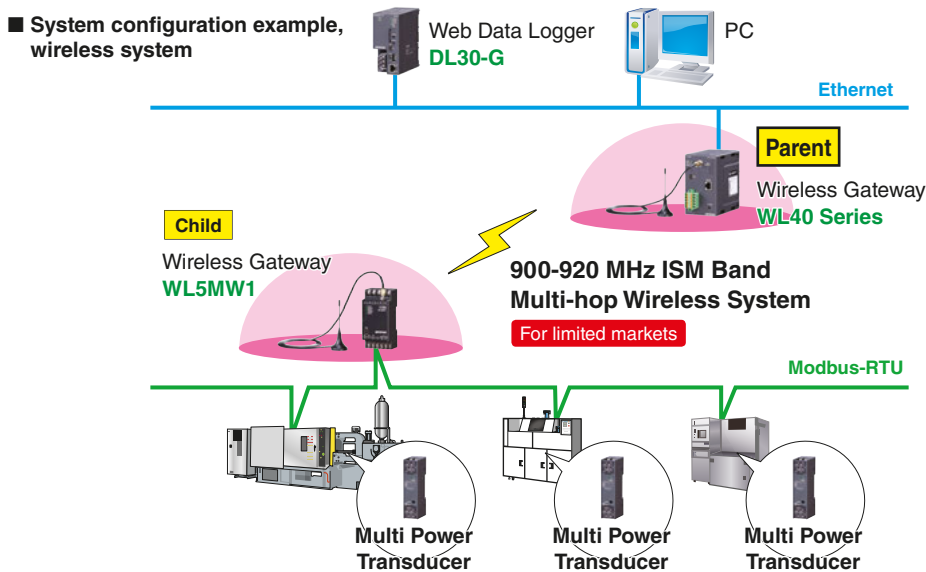 ■ System configuration example,
wireless system
Web Data Logger
DL30-G
PC
Ethernet
Parent
Wireless Gateway
WL40 Series
Child
Wireless Gateway
WL5MW1
900-920 MHz ISM Band
Multi-hop Wireless System
For limited markets
Modbus-RTU
Multi Power
Transducer
Multi Power
Transducer
Multi Power
Transducer